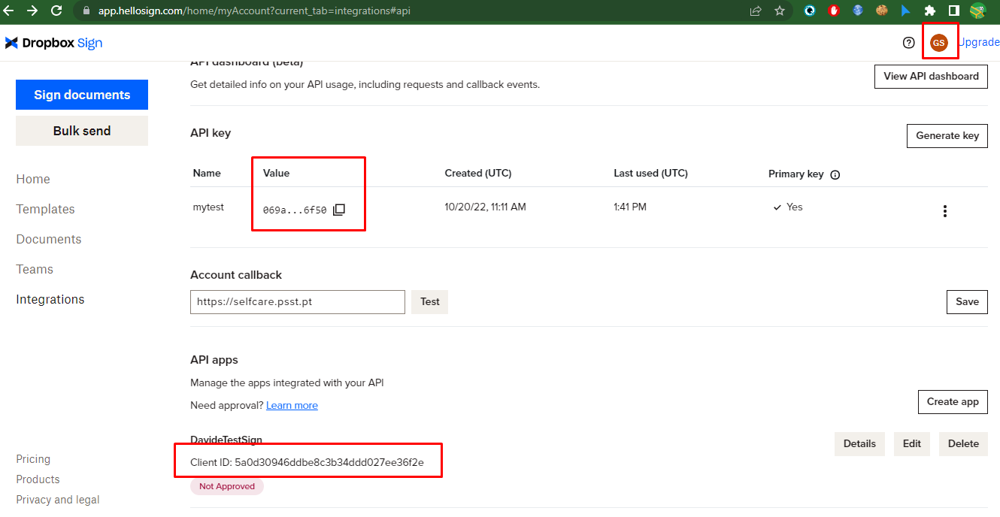 app.hellosign.com/home/myAccount?current_tab=integrations#api
Dropbox Sign
GS
Upgrade
Sign documents
Bulk send
Home
Templates
Documents
Teams
Integrations
Pricing
Products
Privacy and legal
API dashboard (beta)
Get detailed info on your API usage, including requests and callback events.
View API dashboard
API key
Generate key
Name Value Created (UTC) Last used (UTC) Primary key
mytest 069a...6f50 10/20/22, 11:11 AM 1:41 PM Yes
Account callback
https://selfcare.psst.pt Test Save
API apps
Manage the apps integrated with your API
Need approval? Learn more
Create app
DavideTestSign
Details Edit Delete
Client ID: 5a0d30946ddbe8c3b34ddd027ee36f2e
Not Approved